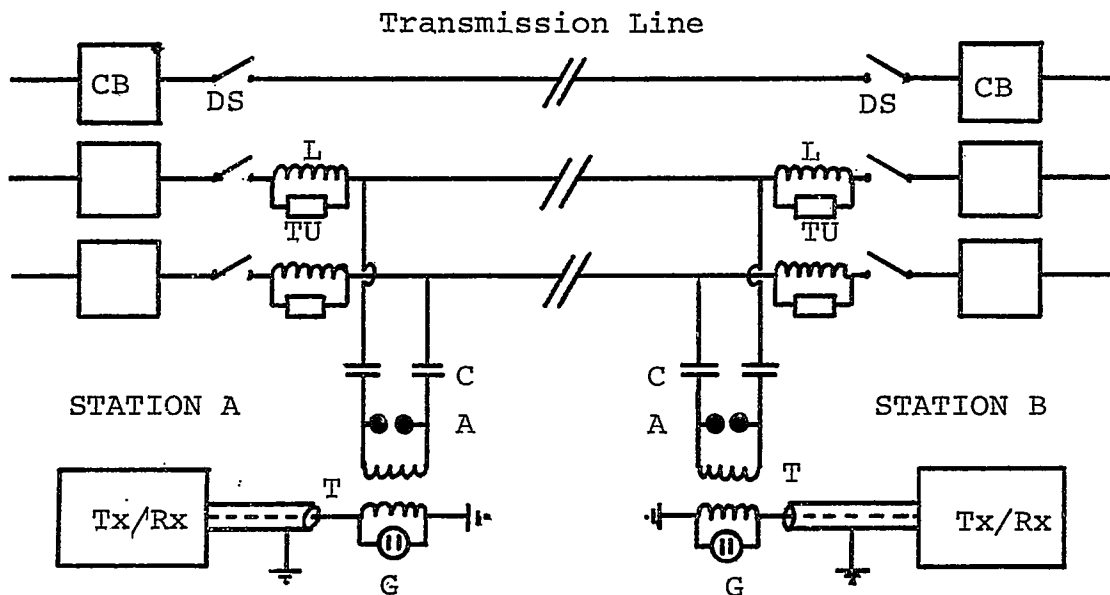 Transmission Line
CB
CB
DS
DS
L
L
TU
TU
C
C
STATION A
A
A
STATION B
T
T
Tx/Rx
Tx/Rx
G
G